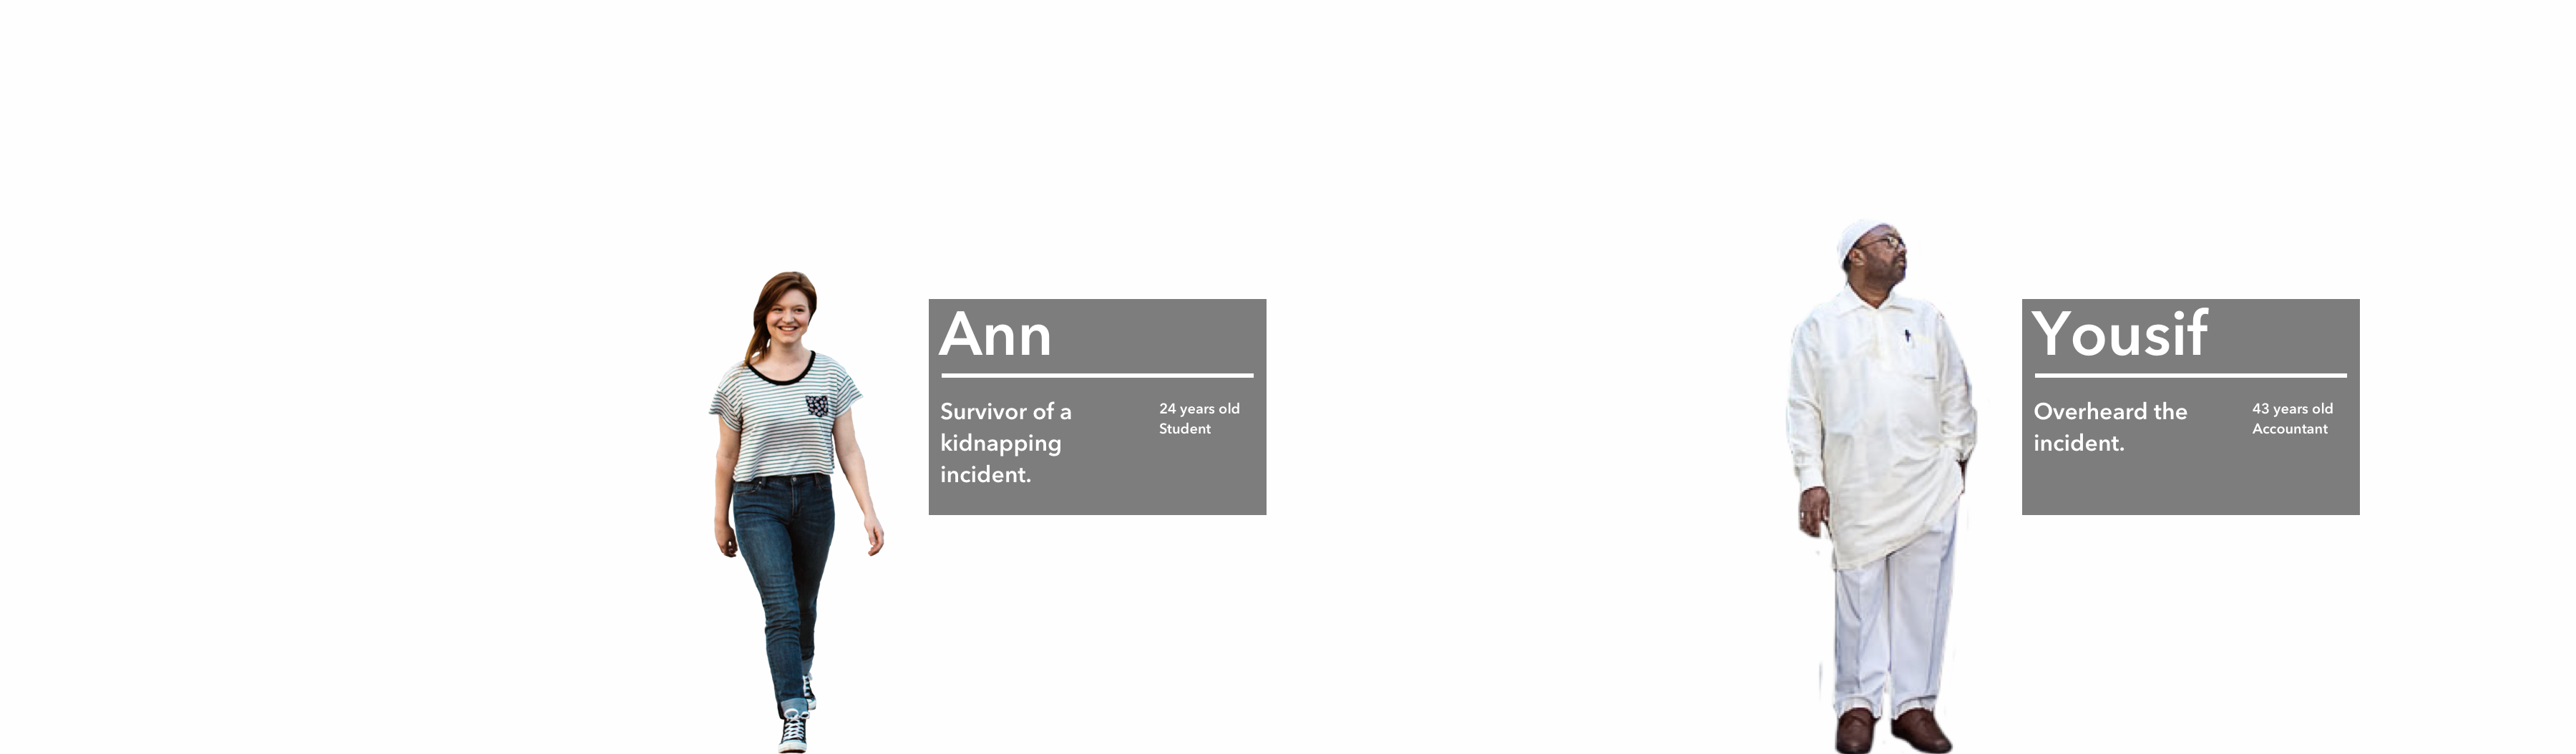 Ann
Survivor of a
kidnapping
incident.
24 years old
Student
Yousif
Overheard the
incident.
43 years old
Accountant